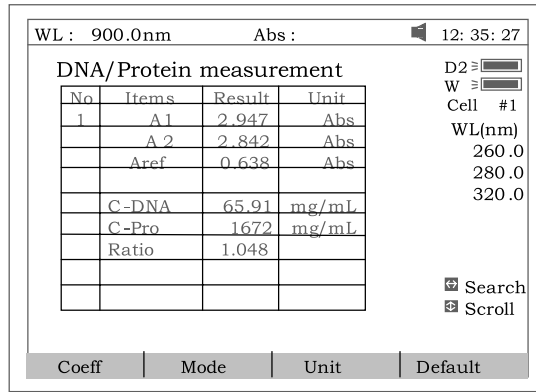 WL: 900.0nm Abs: 12: 35: 27
DNA/Protein measurement
No Items Result Unit
1 A1 2.947 Abs
A 2 2.842 Abs
Aref 0.638 Abs
C-DNA 65.91 mg/mL
C-Pro 1672 mg/mL
Ratio 1.048
D2
W
Cell #1
WL(nm)
260.0
280.0
320.0
Search
Scroll
Coeff Mode Unit Default